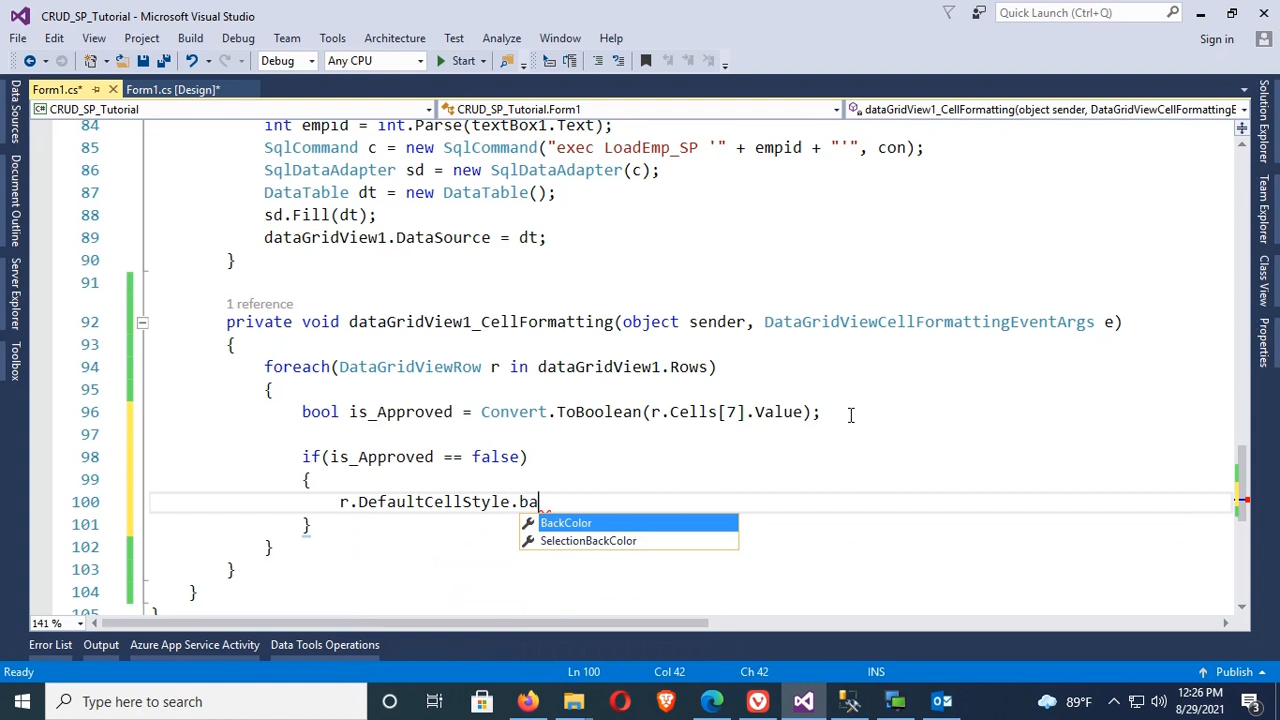 CRUD_SP_Tutorial - Microsoft Visual Studio
Quick Launch (Ctrl+Q)
File Edit View Project Build Debug Team Tools Architecture Test Analyze Window Help
Sign in
Debug Any CPU Start
Form1.cs* Form1.cs [Design]*
CRUD_SP_Tutorial CRUD_SP_Tutorial.Form1 dataGridView1_CellFormatting(object sender, DataGridViewCellFormattingE
Data Sources
Document Outline
Server Explorer
Toolbox
84 int empid = int.Parse(textBox1.Text);
85 SqlCommand c = new SqlCommand("exec LoadEmp_SP '" + empid + "'", con);
86 SqlDataAdapter sd = new SqlDataAdapter(c);
87 DataTable dt = new DataTable();
88 sd.Fill(dt);
89 dataGridView1.DataSource = dt;
90 }
91
1 reference
92 private void dataGridView1_CellFormatting(object sender, DataGridViewCellFormattingEventArgs e)
93 {
94 foreach(DataGridViewRow r in dataGridView1.Rows)
95 {
96 bool is_Approved = Convert.ToBoolean(r.Cells[7].Value);
97
98 if(is_Approved == false)
99 {
100 r.DefaultCellStyle.ba
BackColor
SelectionBackColor
101 }
102 }
103 }
104 }
105 }
Solution Explorer
Team Explorer
Class View
Properties
141 %
Error List Output Azure App Service Activity Data Tools Operations
Ready Ln 100 Col 42 Ch 42 INS Publish
Type here to search
89°F
12:26 PM
8/29/2021
3